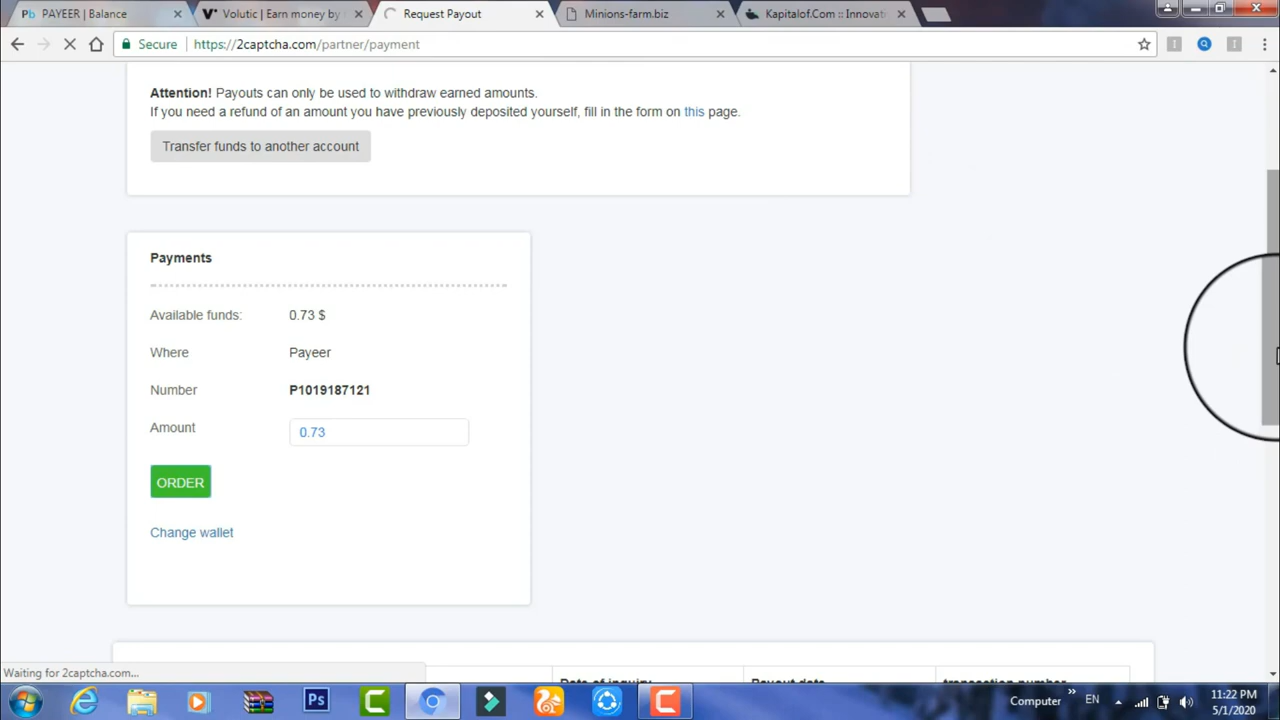 Pb PAYEER | Balance
V Volutic | Earn money by
Request Payout
Minions-farm.biz
Kapitalof.Com :: Innovat
Secure
https://2captcha.com/partner/payment
Attention! Payouts can only be used to withdraw earned amounts.
If you need a refund of an amount you have previously deposited yourself, fill in the form on this page.
Transfer funds to another account
Payments
Available funds: 0.73 $
Where Payeer
Number P1019187121
Amount 0.73
ORDER
Change wallet
Waiting for 2captcha.com...
Date of inquiry Payout date transaction number
Ps
Computer
EN
11:22 PM
5/1/2020